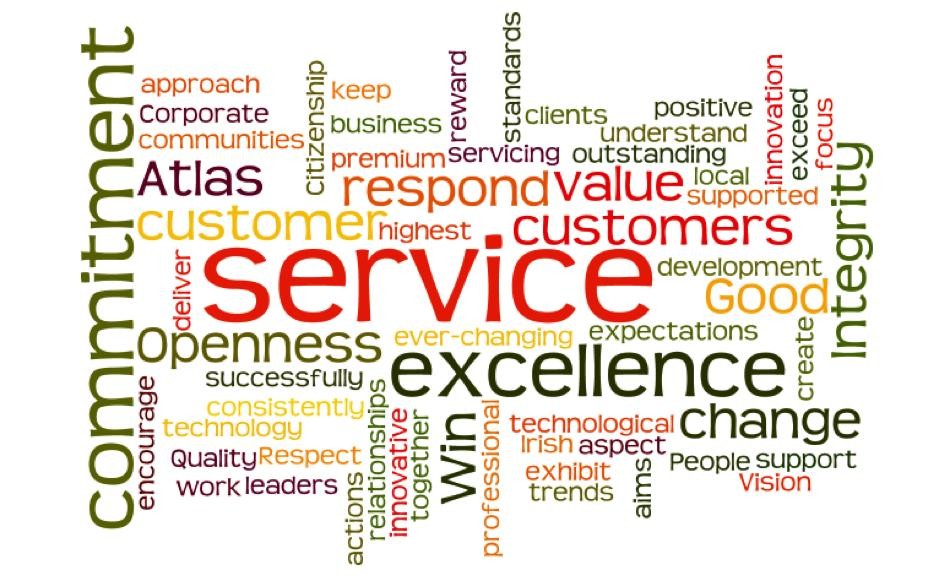 commitment
approach
Corporate
communities
Atlas
Citizenship
keep
business
premium
reward
servicing
standards
clients
positive
understand
outstanding
innovation
exceed
focus
local
supported
Integrity
respond
value
customer
highest
customers
deliver
service
development
Good
Openness
ever-changing
expectations
create
successfully
excellence
encourage
consistently
technology
Quality
Respect
work
leaders
actions
relationships
innovative
together
Win
professional
technological
change
Irish
aspect
exhibit
trends
aims
People
support
Vision